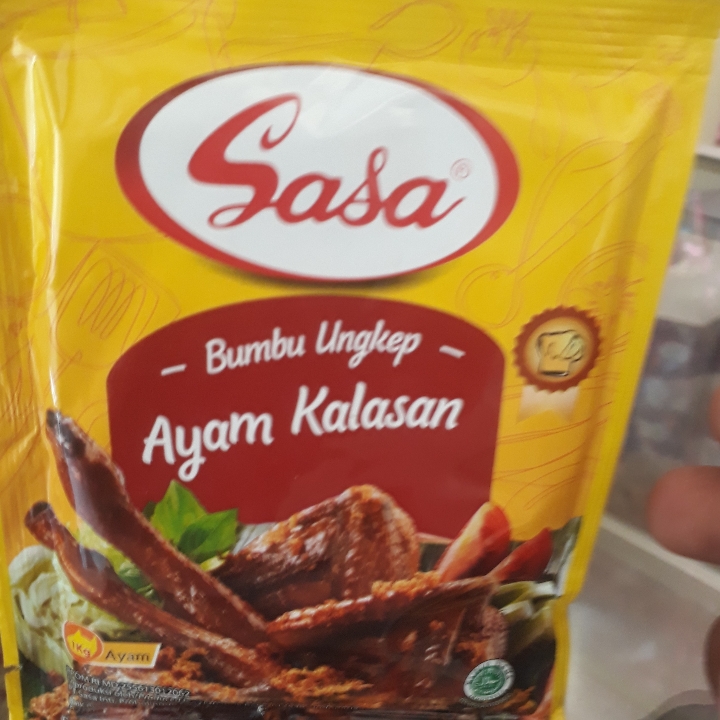 Sasa®
Bumbu Ungkep
Ayam Kalasan
1Kg Ayam